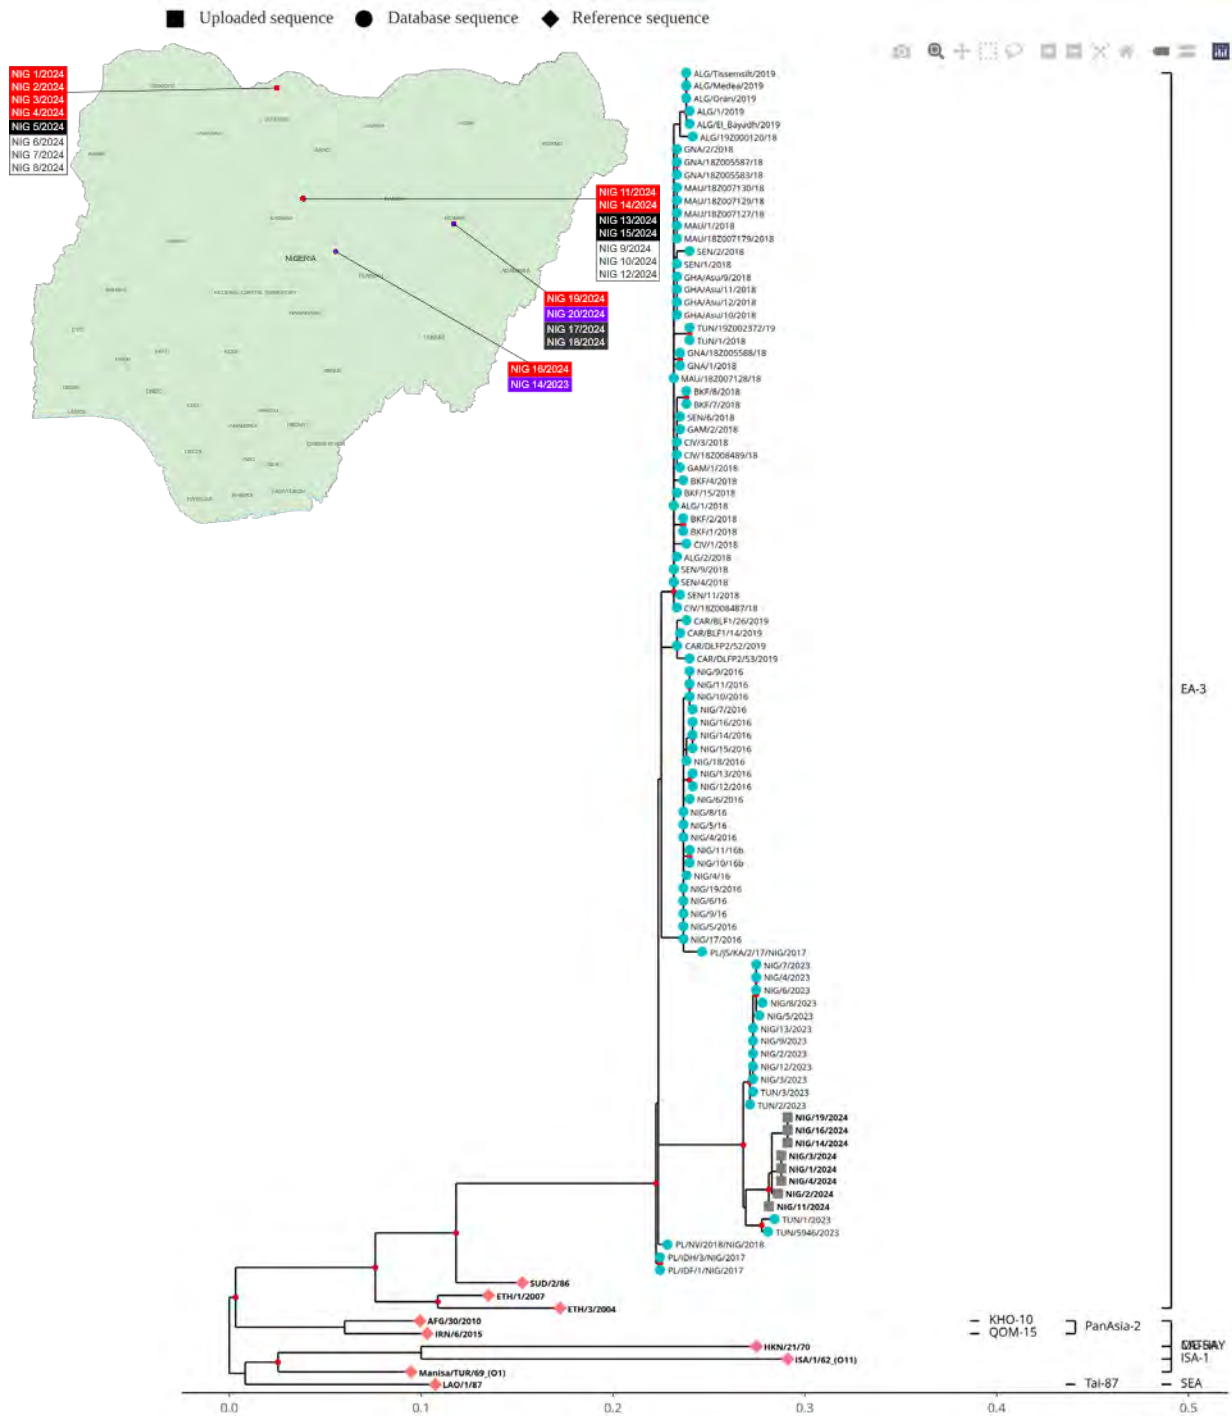 Uploaded sequence Database sequence Reference sequence
NIG 1/2024
NIG 2/2024
NIG 3/2024
NIG 4/2024
NIG 5/2024
NIG 6/2024
NIG 7/2024
NIG 8/2024
NIG 11/2024
NIG 14/2024
NIG 13/2024
NIG 15/2024
NIG 9/2024
NIG 10/2024
NIG 12/2024
NIG 19/2024
NIG 20/2024
NIG 17/2024
NIG 18/2024
NIG 16/2024
NIG 14/2023
NIGERIA
ALG/Tissemsilt/2019
ALG/Medea/2019
ALG/Oran/2019
ALG/1/2019
ALG/El_Bayadh/2019
ALG/19Z000120/18
GNA/2/2018
GNA/18Z005587/18
GNA/18Z005583/18
MAU/18Z007130/18
MAU/18Z007129/18
MAU/18Z007127/18
MAU/1/2018
MAU/18Z007179/2018
SEN/2/2018
SEN/1/2018
GHA/Asu/9/2018
GHA/Asu/11/2018
GHA/Asu/12/2018
GHA/Asu/10/2018
TUN/19Z002372/19
TUN/1/2018
GNA/18Z005588/18
GNA/1/2018
MAU/18Z007128/18
BKF/8/2018
BKF/7/2018
SEN/6/2018
GAM/2/2018
CIV/3/2018
CIV/18Z008489/18
GAM/1/2018
BKF/4/2018
BKF/15/2018
ALG/1/2018
BKF/2/2018
BKF/1/2018
CIV/1/2018
ALG/2/2018
SEN/9/2018
SEN/4/2018
SEN/11/2018
CIV/18Z008487/18
CAR/BLF1/26/2019
CAR/BLF1/14/2019
CAR/DLFP2/52/2019
CAR/DLFP2/53/2019
NIG/9/2016
NIG/11/2016
NIG/10/2016
NIG/7/2016
NIG/16/2016
NIG/14/2016
NIG/15/2016
NIG/18/2016
NIG/13/2016
NIG/12/2016
NIG/6/2016
NIG/8/16
NIG/5/16
NIG/4/2016
NIG/11/16b
NIG/10/16b
NIG/4/16
NIG/19/2016
NIG/6/16
NIG/9/16
NIG/5/2016
NIG/17/2016
PL/JS/KA/2/17/NIG/2017
NIG/7/2023
NIG/4/2023
NIG/6/2023
NIG/8/2023
NIG/5/2023
NIG/13/2023
NIG/9/2023
NIG/2/2023
NIG/12/2023
NIG/3/2023
TUN/3/2023
TUN/2/2023
NIG/19/2024
NIG/16/2024
NIG/14/2024
NIG/3/2024
NIG/1/2024
NIG/4/2024
NIG/2/2024
NIG/11/2024
TUN/1/2023
TUN/5946/2023
PL/NV/2018/NIG/2018
PL/IDH/3/NIG/2017
PL/IDF/1/NIG/2017
SUD/2/86
ETH/1/2007
ETH/3/2004
AFG/30/2010
IRN/6/2015
HKN/21/70
ISA/1/62_(O11)
Manisa/TUR/69_(O1)
LAO/1/87
EA-3
KHO-10
QOM-15
PanAsia-2
ISA-1
Tai-87
SEA
0.0 0.1 0.2 0.3 0.4 0.5